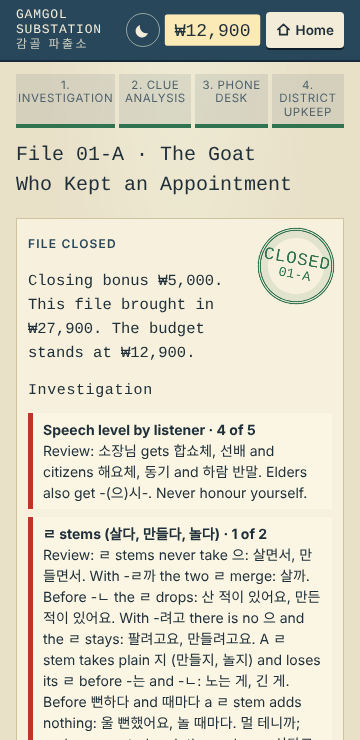 GAMGOL
SUBSTATION
감골 파출소
₩12,900
Home
1.
INVESTIGATION
2. CLUE
ANALYSIS
3. PHONE
DESK
4.
DISTRICT
UPKEEP
File 01-A · The Goat
Who Kept an Appointment
FILE CLOSED
CLOSED
01-A
Closing bonus ₩5,000.
This file brought in
₩27,900. The budget
stands at ₩12,900.
Investigation
Speech level by listener · 4 of 5
Review: 소장님 gets 합쇼체, 선배 and
citizens 해요체, 동기 and 하람 반말. Elders
also get -(으)시-. Never honour yourself.
ㄹ stems (살다, 만들다, 놀다) · 1 of 2
Review: ㄹ stems never take 으: 살면서, 만
들면서. With -ㄹ까 the two ㄹ merge: 살까.
Before -ㄴ the ㄹ drops: 산 적이 있어요, 만든
적이 있어요. With -려고 there is no 으 and
the ㄹ stays: 팔려고요, 만들려고요. A ㄹ
stem takes plain 지 (만들지, 놀지) and loses
its ㄹ before -는 and -ㄴ: 노는 게, 긴 게.
Before 뻔하다 and 때마다 a ㄹ stem adds
nothing: 울 뻔했어요, 놀 때마다. 멀 테니까;